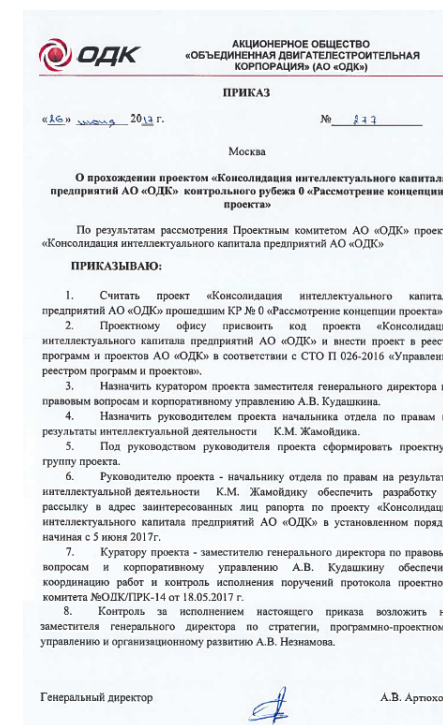 ОДК
АКЦИОНЕРНОЕ ОБЩЕСТВО
«ОБЪЕДИНЕННАЯ ДВИГАТЕЛЕСТРОИТЕЛЬНАЯ
КОРПОРАЦИЯ» (АО «ОДК»)
ПРИКАЗ
«26» июня 2017 г. № 277
Москва
О прохождении проектом «Консолидация интеллектуального капитала
предприятий АО «ОДК» контрольного рубежа 0 «Рассмотрение концепции
проекта»
По результатам рассмотрения Проектным комитетом АО «ОДК» проект
«Консолидация интеллектуального капитала предприятий АО «ОДК»
ПРИКАЗЫВАЮ:
1. Считать проект «Консолидация интеллектуального капитал
предприятий АО «ОДК» прошедшим КР № 0 «Рассмотрение концепции проекта»
2. Проектному офису присвоить код проекта «Консолидаци
интеллектуального капитала предприятий АО «ОДК» и внести проект в реест
программ и проектов АО «ОДК» в соответствии с СТО П 026-2016 «Управлени
реестром программ и проектов».
3. Назначить куратором проекта заместителя генерального директора
правовым вопросам и корпоративному управлению А.В. Кудашкина.
4. Назначить руководителем проекта начальника отдела по правам
результаты интеллектуальной деятельности К.М. Жамойдика.
5. Под руководством руководителя проекта сформировать проектну
группу проекта.
6. Руководителю проекта - начальнику отдела по правам на результат
интеллектуальной деятельности К.М. Жамойдику обеспечить разработку
рассылку в адрес заинтересованных лиц рапорта по проекту «Консолидаци
интеллектуального капитала предприятий АО «ОДК» в установленном поряд
начиная с 5 июня 2017г.
7. Куратору проекта - заместителю генерального директора по правовы
вопросам и корпоративному управлению А.В. Кудашкину обеспечи
координацию работ и контроль исполнения поручений протокола проектно
комитета №ОДК/ПРК-14 от 18.05.2017 г.
8. Контроль за исполнением настоящего приказа возложить н
заместителя генерального директора по стратегии, программно-проектном
управлению и организационному развитию А.В. Незнамова.
Генеральный директор А.В. Артюхо